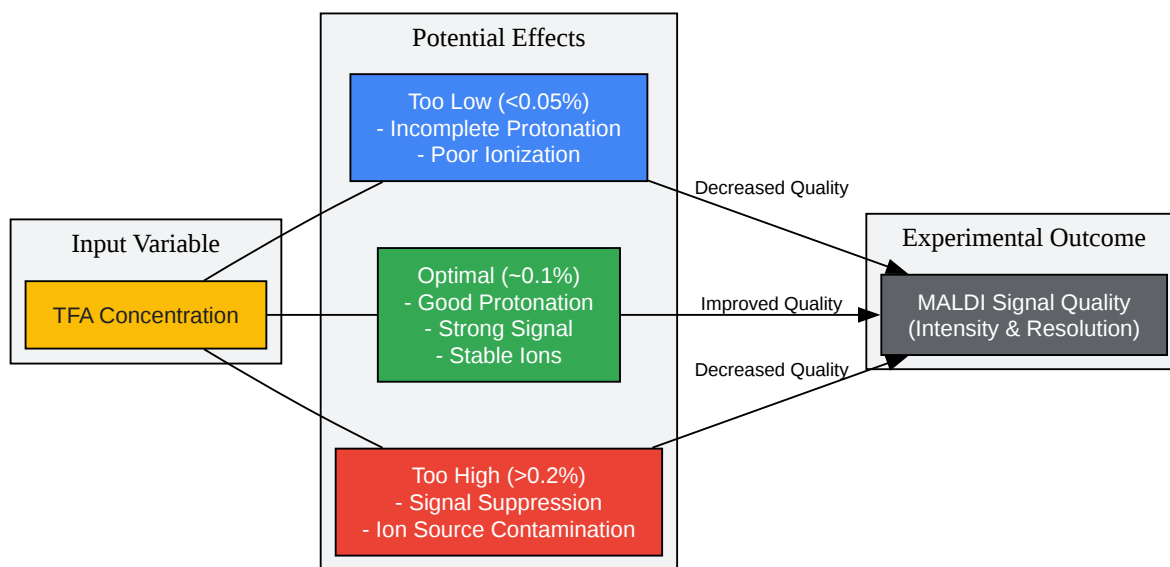 Input Variable
TFA Concentration
Potential Effects
Too Low (<0.05%)
- Incomplete Protonation
- Poor Ionization
Optimal (~0.1%)
- Good Protonation
- Strong Signal
- Stable Ions
Too High (>0.2%)
- Signal Suppression
- Ion Source Contamination
Decreased Quality
Improved Quality
Decreased Quality
Experimental Outcome
MALDI Signal Quality
(Intensity & Resolution)